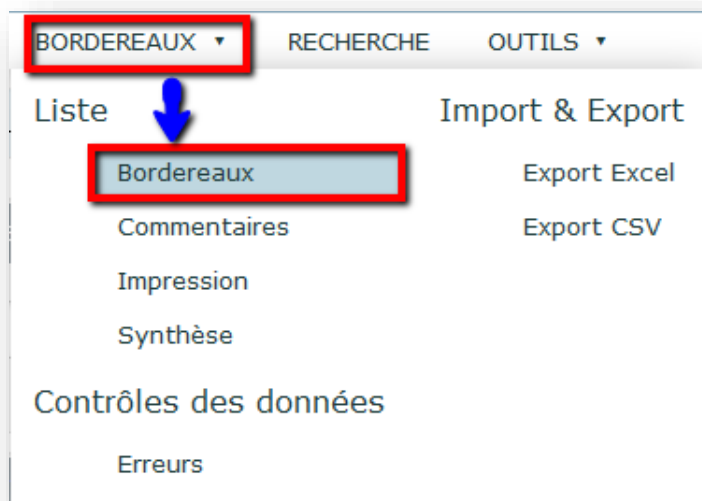 BORDEREAUX ▼ RECHERCHE OUTILS ▼
Liste
Bordereaux
Commentaires
Impression
Synthèse
Contrôles des données
Erreurs
Import & Export
Export Excel
Export CSV